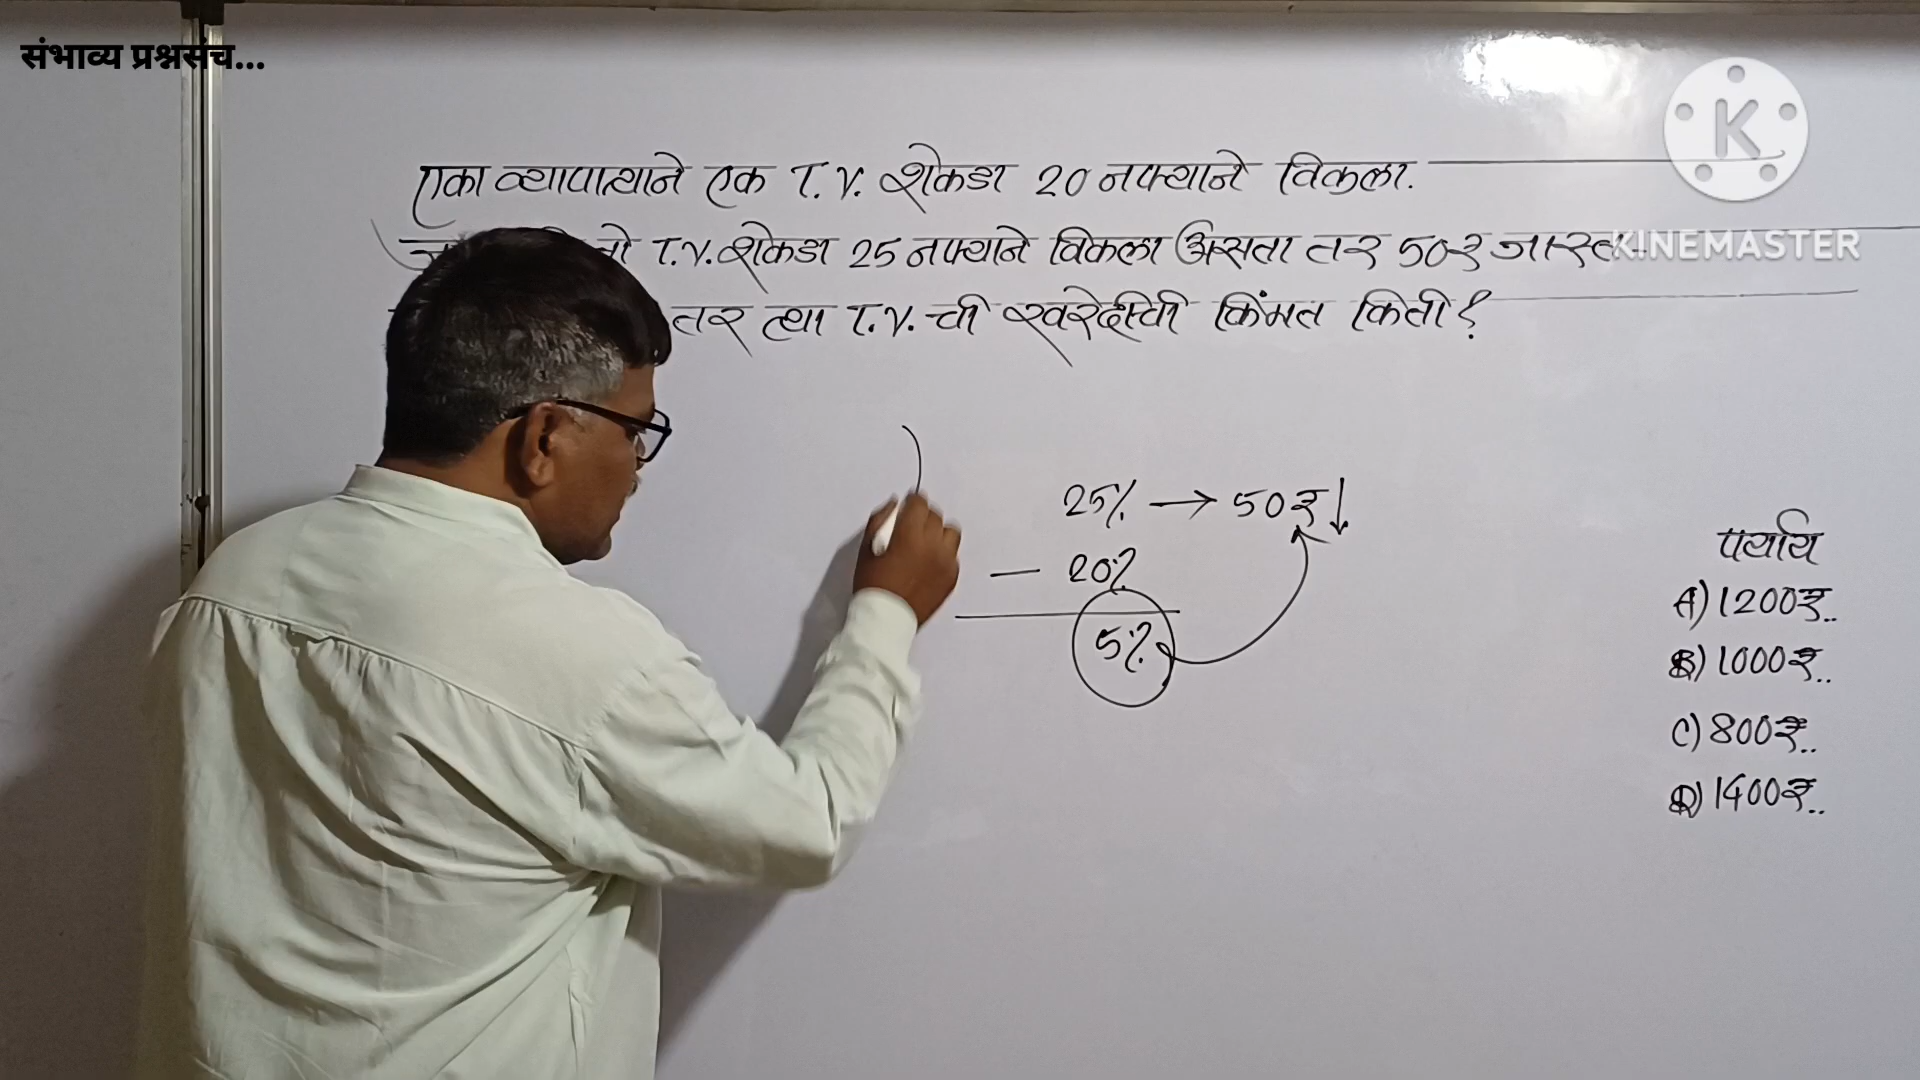 संभाव्य प्रश्नसंच...
K
KINEMASTER
एका व्यापाऱ्याने एक T.V. शेकडा 20 नफ्याने विकला.
तो T.V. शेकडा 25 नफ्याने विकला असता तर 50₹ जास्त
तर त्या T.V. ची खरेदीची किंमत किती?
25% → 50₹ ↓
— 20%
5%
पर्याय
A) 1200₹..
B) 1000₹..
C) 800₹..
D) 1400₹..